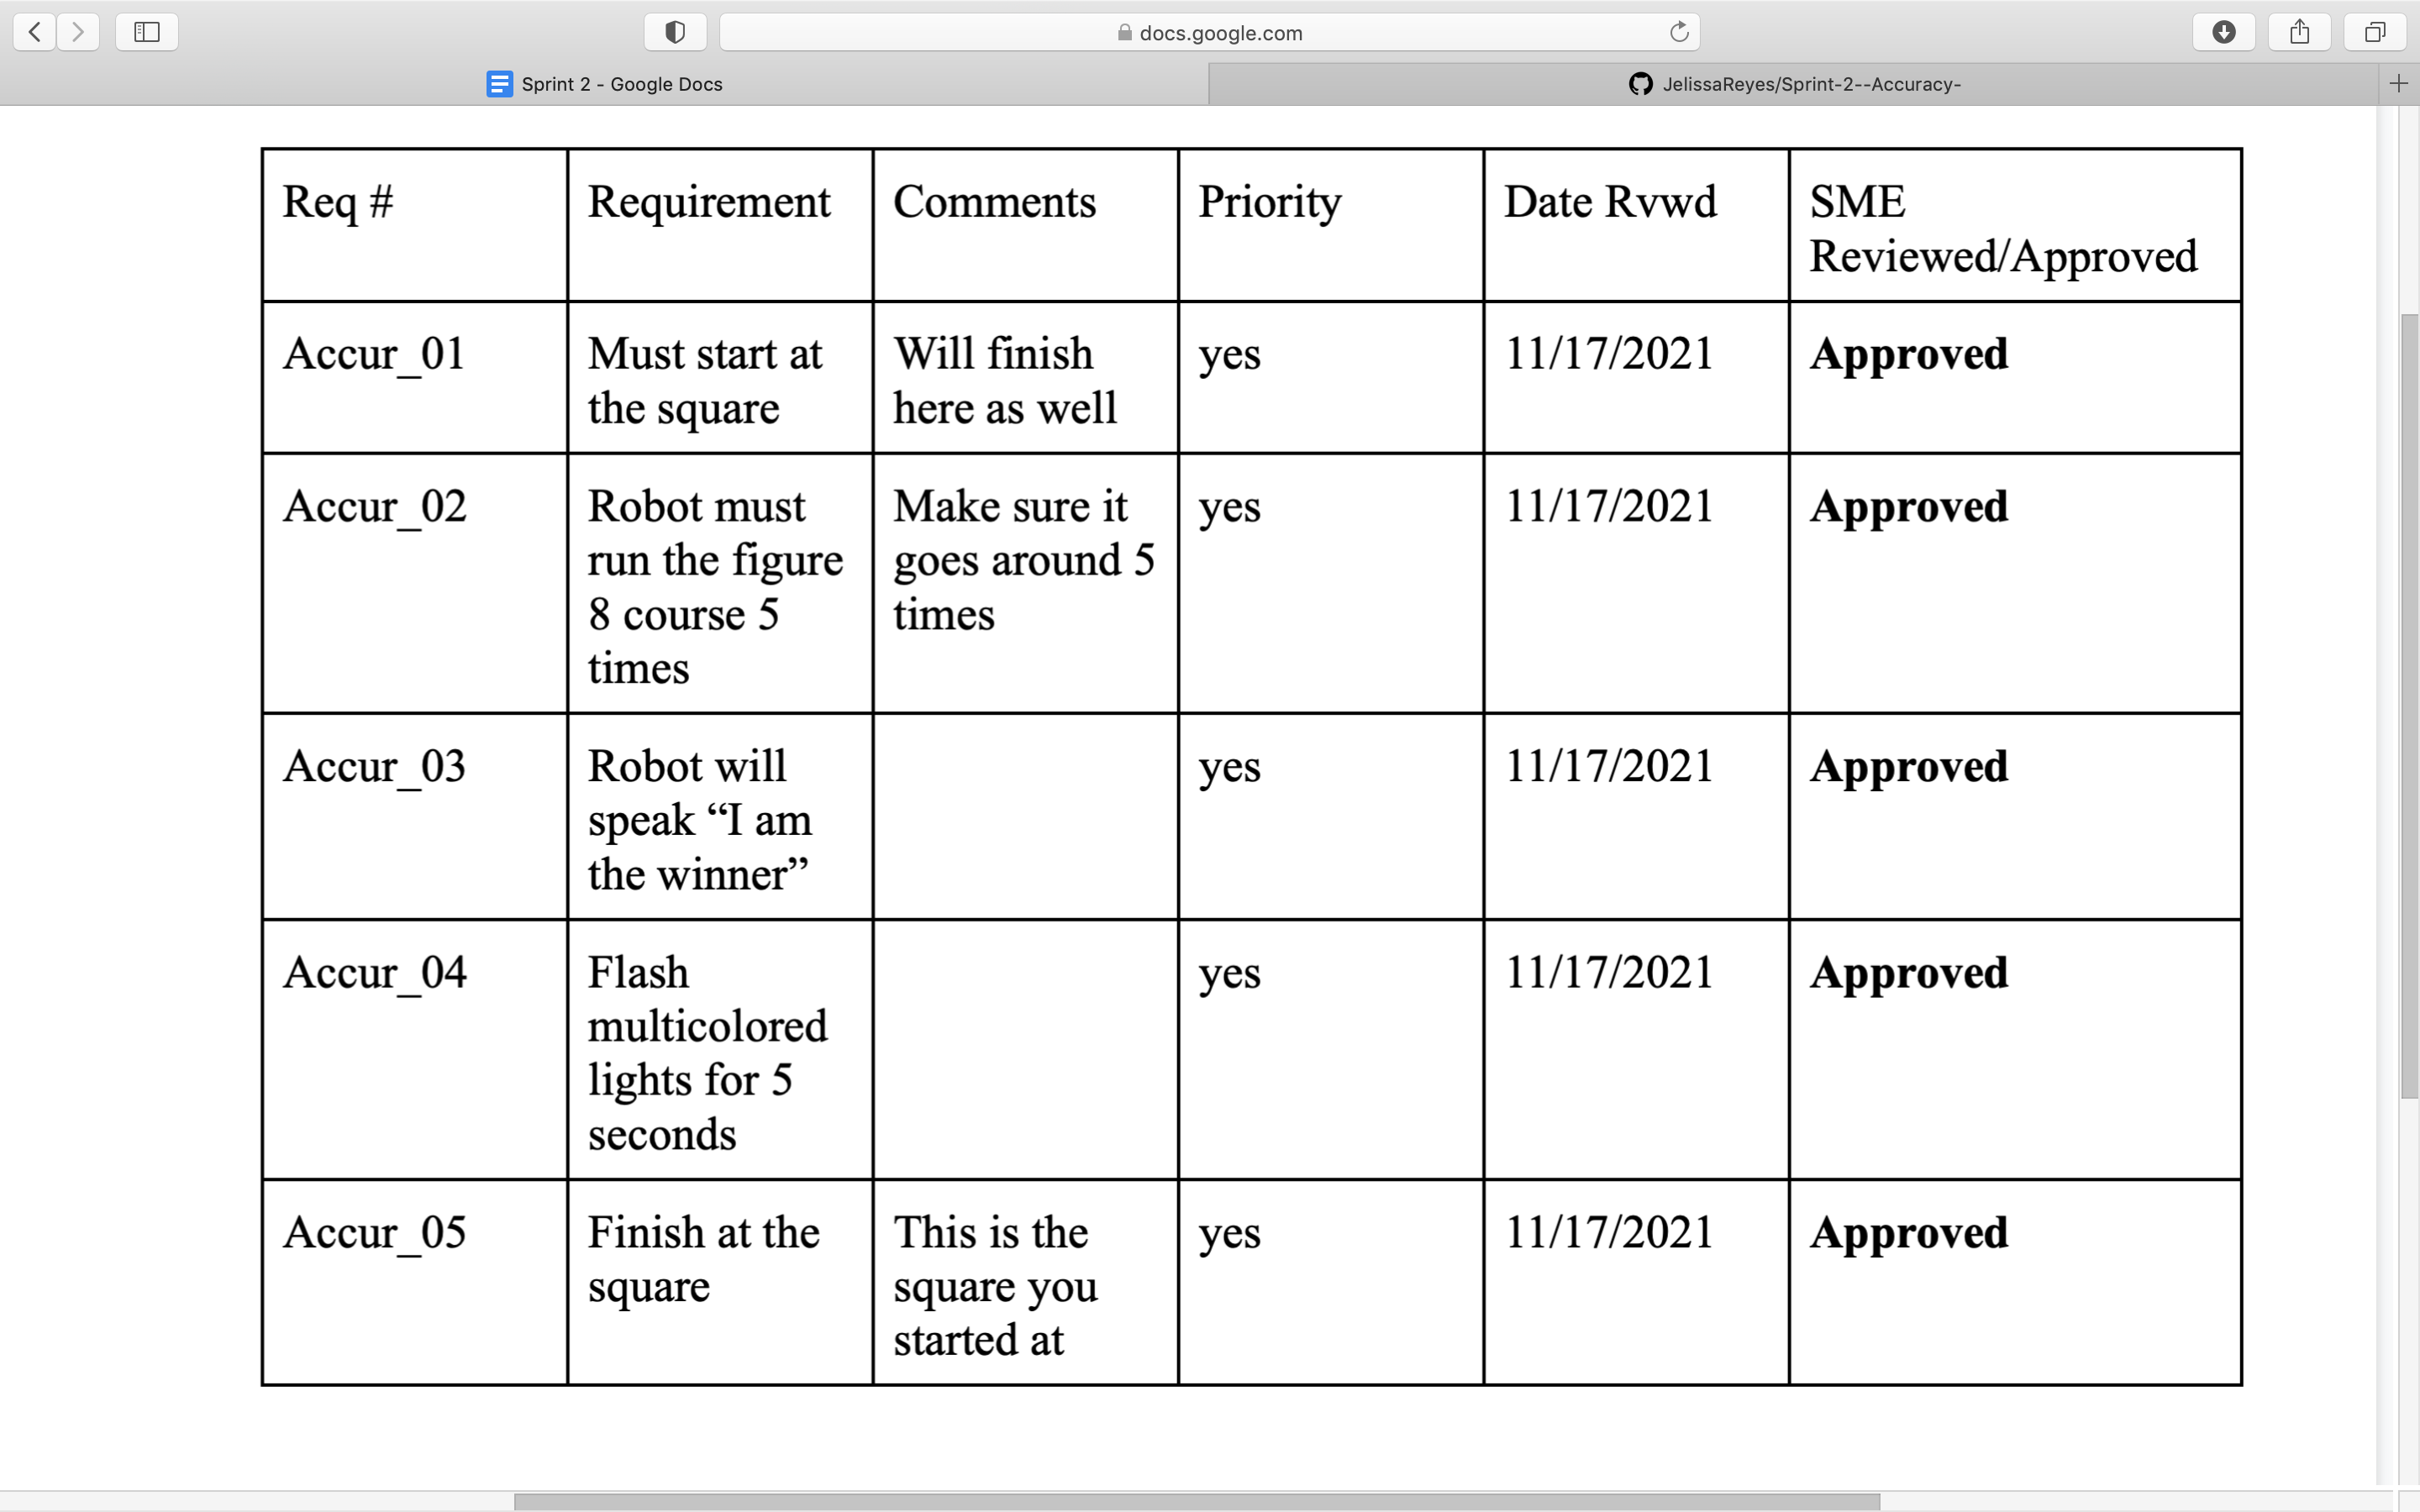 docs.google.com
Sprint 2 - Google Docs
JelissaReyes/Sprint-2--Accuracy-
Req #
Requirement
Comments
Priority
Date Rvwd
SME
Reviewed/Approved
Accur_01
Must start at
the square
Will finish
here as well
yes
11/17/2021
Approved
Accur_02
Robot must
run the figure
8 course 5
times
Make sure it
goes around 5
times
yes
11/17/2021
Approved
Accur_03
Robot will
speak “I am
the winner”
yes
11/17/2021
Approved
Accur_04
Flash
multicolored
lights for 5
seconds
yes
11/17/2021
Approved
Accur_05
Finish at the
square
This is the
square you
started at
yes
11/17/2021
Approved